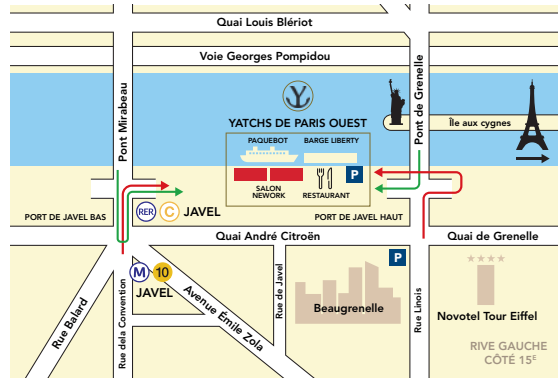 Quai Louis Blériot
Voie Georges Pompidou
Pont Mirabeau
Pont de Grenelle
YATCHS DE PARIS OUEST
Île aux cygnes
PAQUEBOT
BARGE LIBERTY
P
SALON
NEWORK
RESTAURANT
PORT DE JAVEL BAS
RER C JAVEL
PORT DE JAVEL HAUT
Quai André Citroën
Quai de Grenelle
M 10
JAVEL
P
Rue Balard
Rue dela Convention
Avenue Émile Zola
Rue de Javel
Beaugrenelle
Rue Linois
Novotel Tour Eiffel
RIVE GAUCHE
CÔTÉ 15E